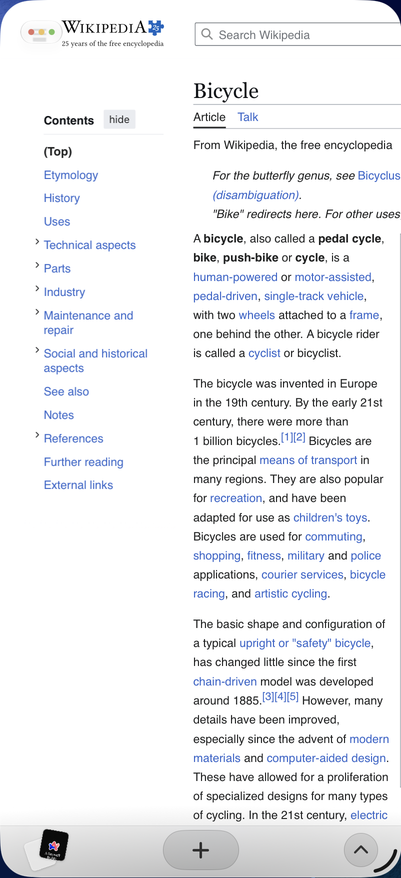 WIKIPEDIA 25
25 years of the free encyclopedia
Search Wikipedia
Contents hide
(Top)
Etymology
History
Uses
Technical aspects
Parts
Industry
Maintenance and
repair
Social and historical
aspects
See also
Notes
References
Further reading
External links
Bicycle
Article Talk
From Wikipedia, the free encyclopedia
For the butterfly genus, see Bicyclus
(disambiguation).
"Bike" redirects here. For other uses
A bicycle, also called a pedal cycle,
bike, push-bike or cycle, is a
human-powered or motor-assisted,
pedal-driven, single-track vehicle,
with two wheels attached to a frame,
one behind the other. A bicycle rider
is called a cyclist or bicyclist.
The bicycle was invented in Europe
in the 19th century. By the early 21st
century, there were more than
1 billion bicycles.[1][2] Bicycles are
the principal means of transport in
many regions. They are also popular
for recreation, and have been
adapted for use as children's toys.
Bicycles are used for commuting,
shopping, fitness, military and police
applications, courier services, bicycle
racing, and artistic cycling.
The basic shape and configuration of
a typical upright or "safety" bicycle,
has changed little since the first
chain-driven model was developed
around 1885.[3][4][5] However, many
details have been improved,
especially since the advent of modern
materials and computer-aided design.
These have allowed for a proliferation
of specialized designs for many types
of cycling. In the 21st century, electric